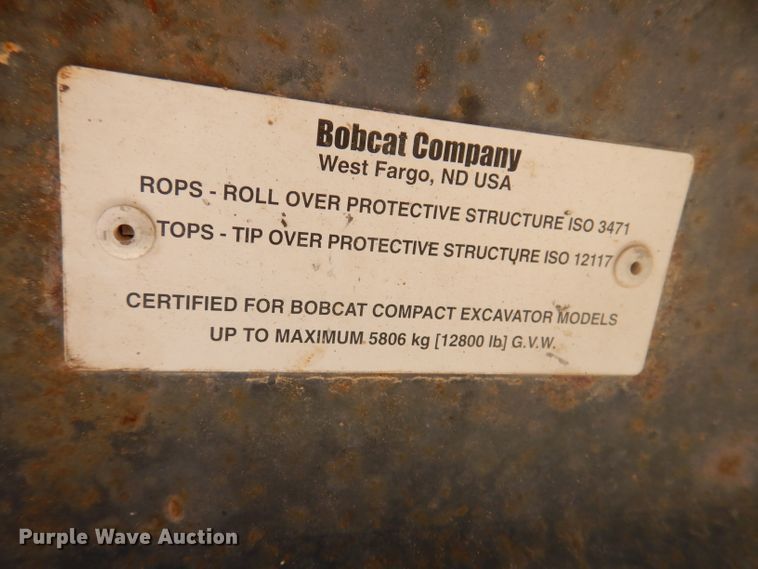 Bobcat Company
West Fargo, ND USA
ROPS - ROLL OVER PROTECTIVE STRUCTURE ISO 3471
TOPS - TIP OVER PROTECTIVE STRUCTURE ISO 12117
CERTIFIED FOR BOBCAT COMPACT EXCAVATOR MODELS
UP TO MAXIMUM 5806 kg [12800 lb] G.V.W.
Purple Wave Auction